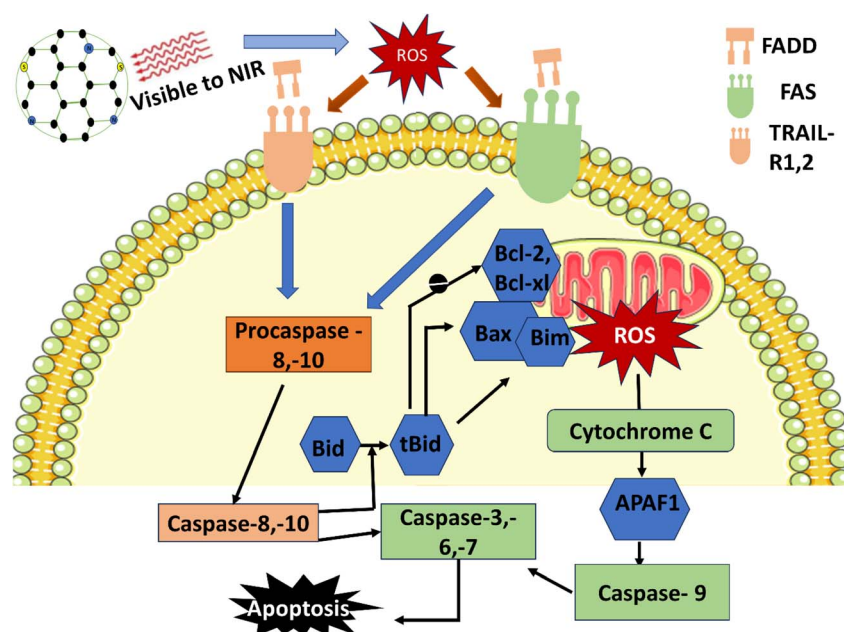 N
S
S
N
N
Visible to NIR
ROS
FADD
FAS
TRAIL-
R1,2
Bcl-2,
Bcl-xl
Bax
Bim
ROS
Procaspase -
8,-10
Bid
tBid
Cytochrome C
APAF1
Caspase-8,-10
Caspase-3,-
6,-7
Caspase- 9
Apoptosis